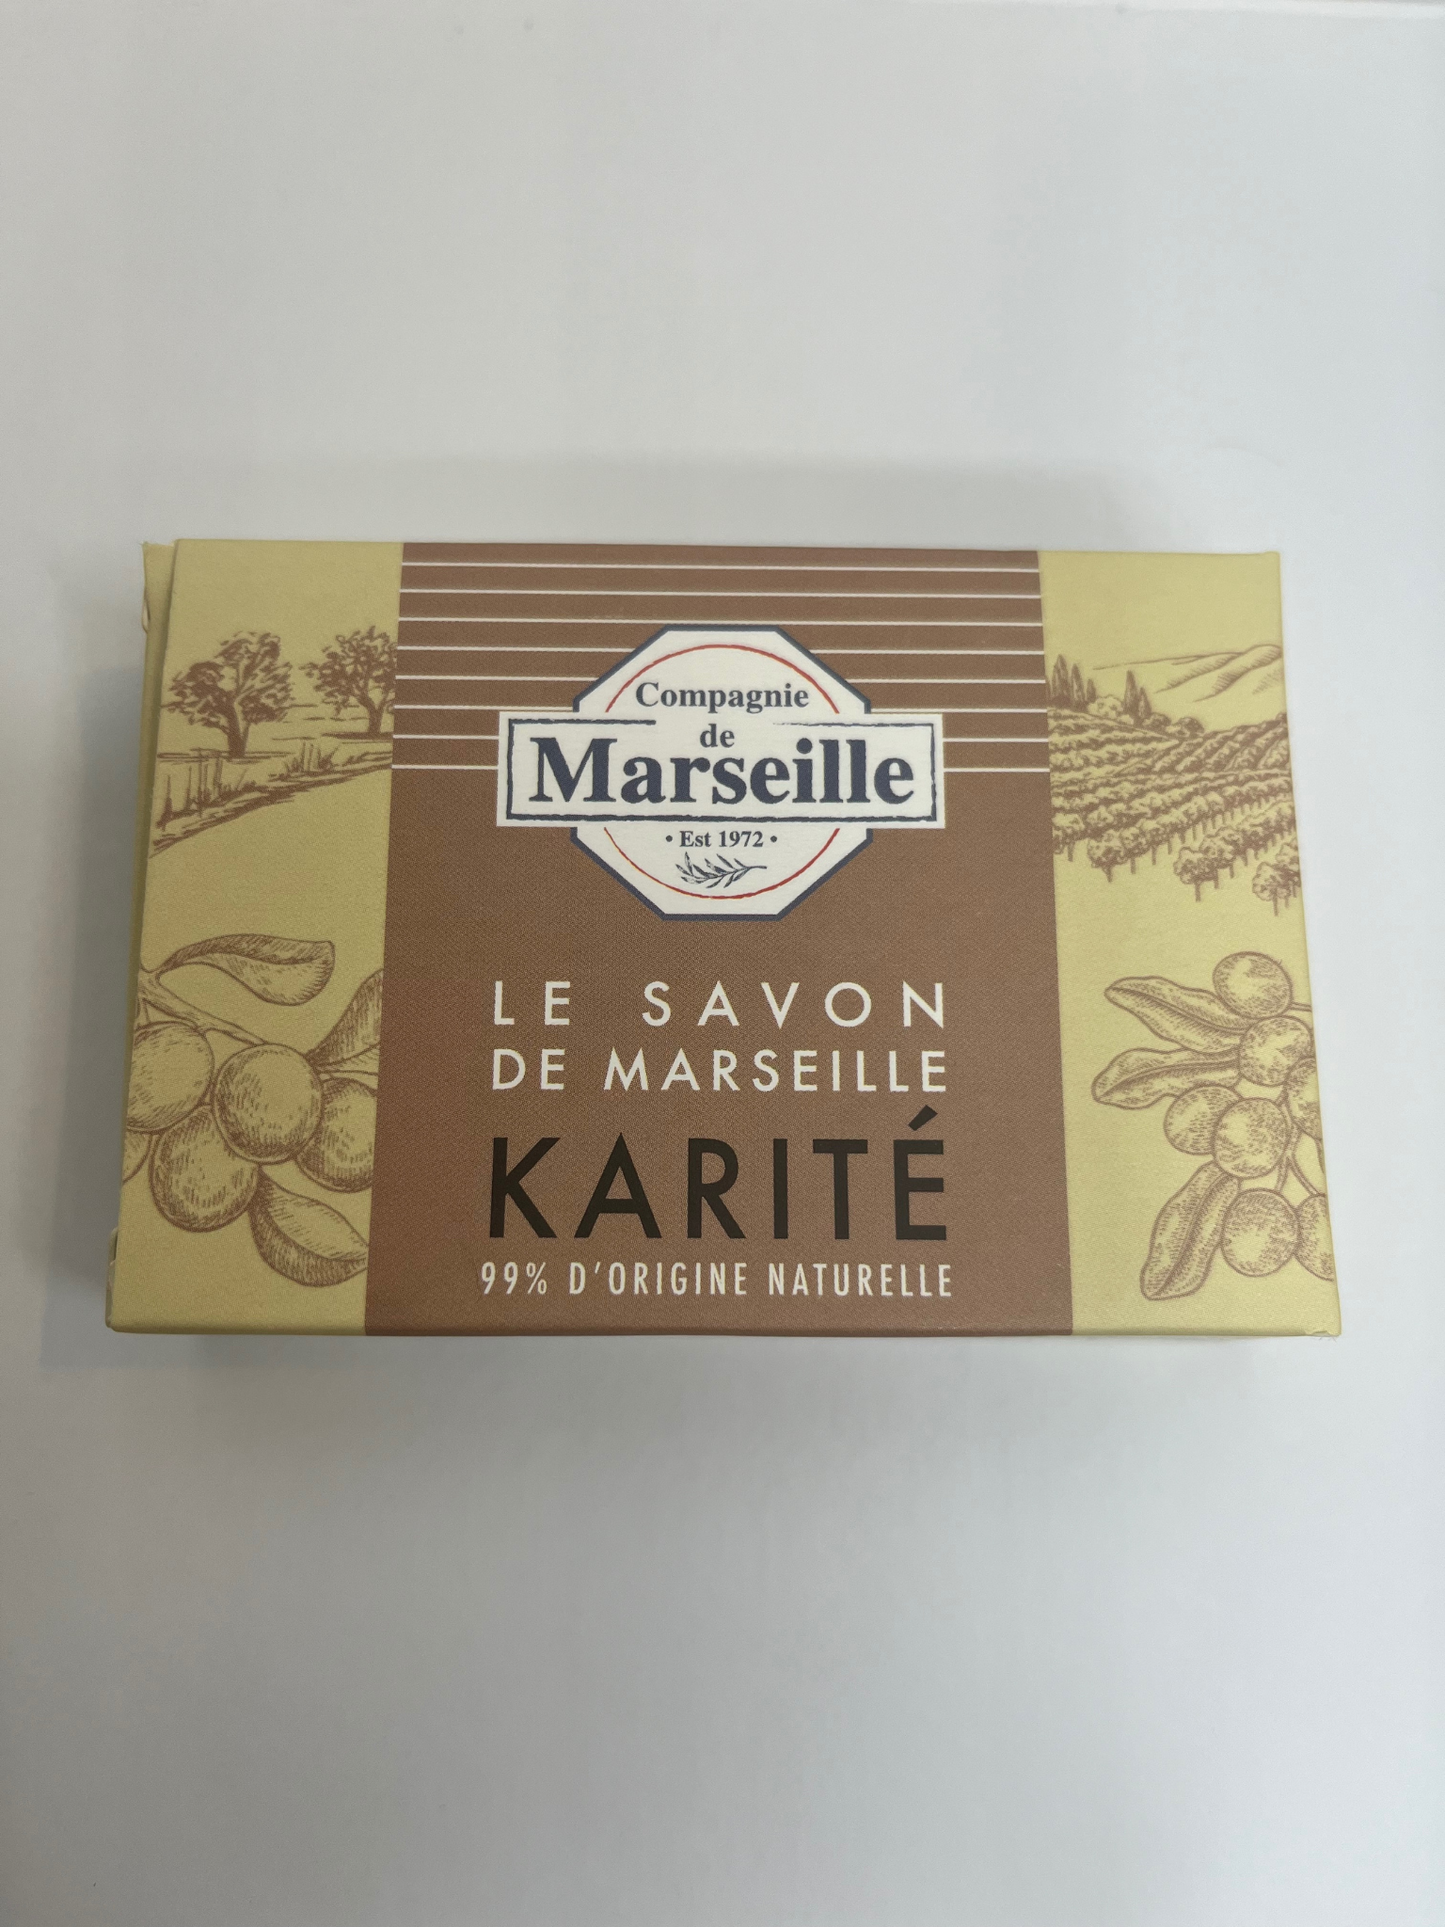 Compagnie
de
Marseille
• Est 1972 •
LE SAVON
DE MARSEILLE
KARITÉ
99% D'ORIGINE NATURELLE